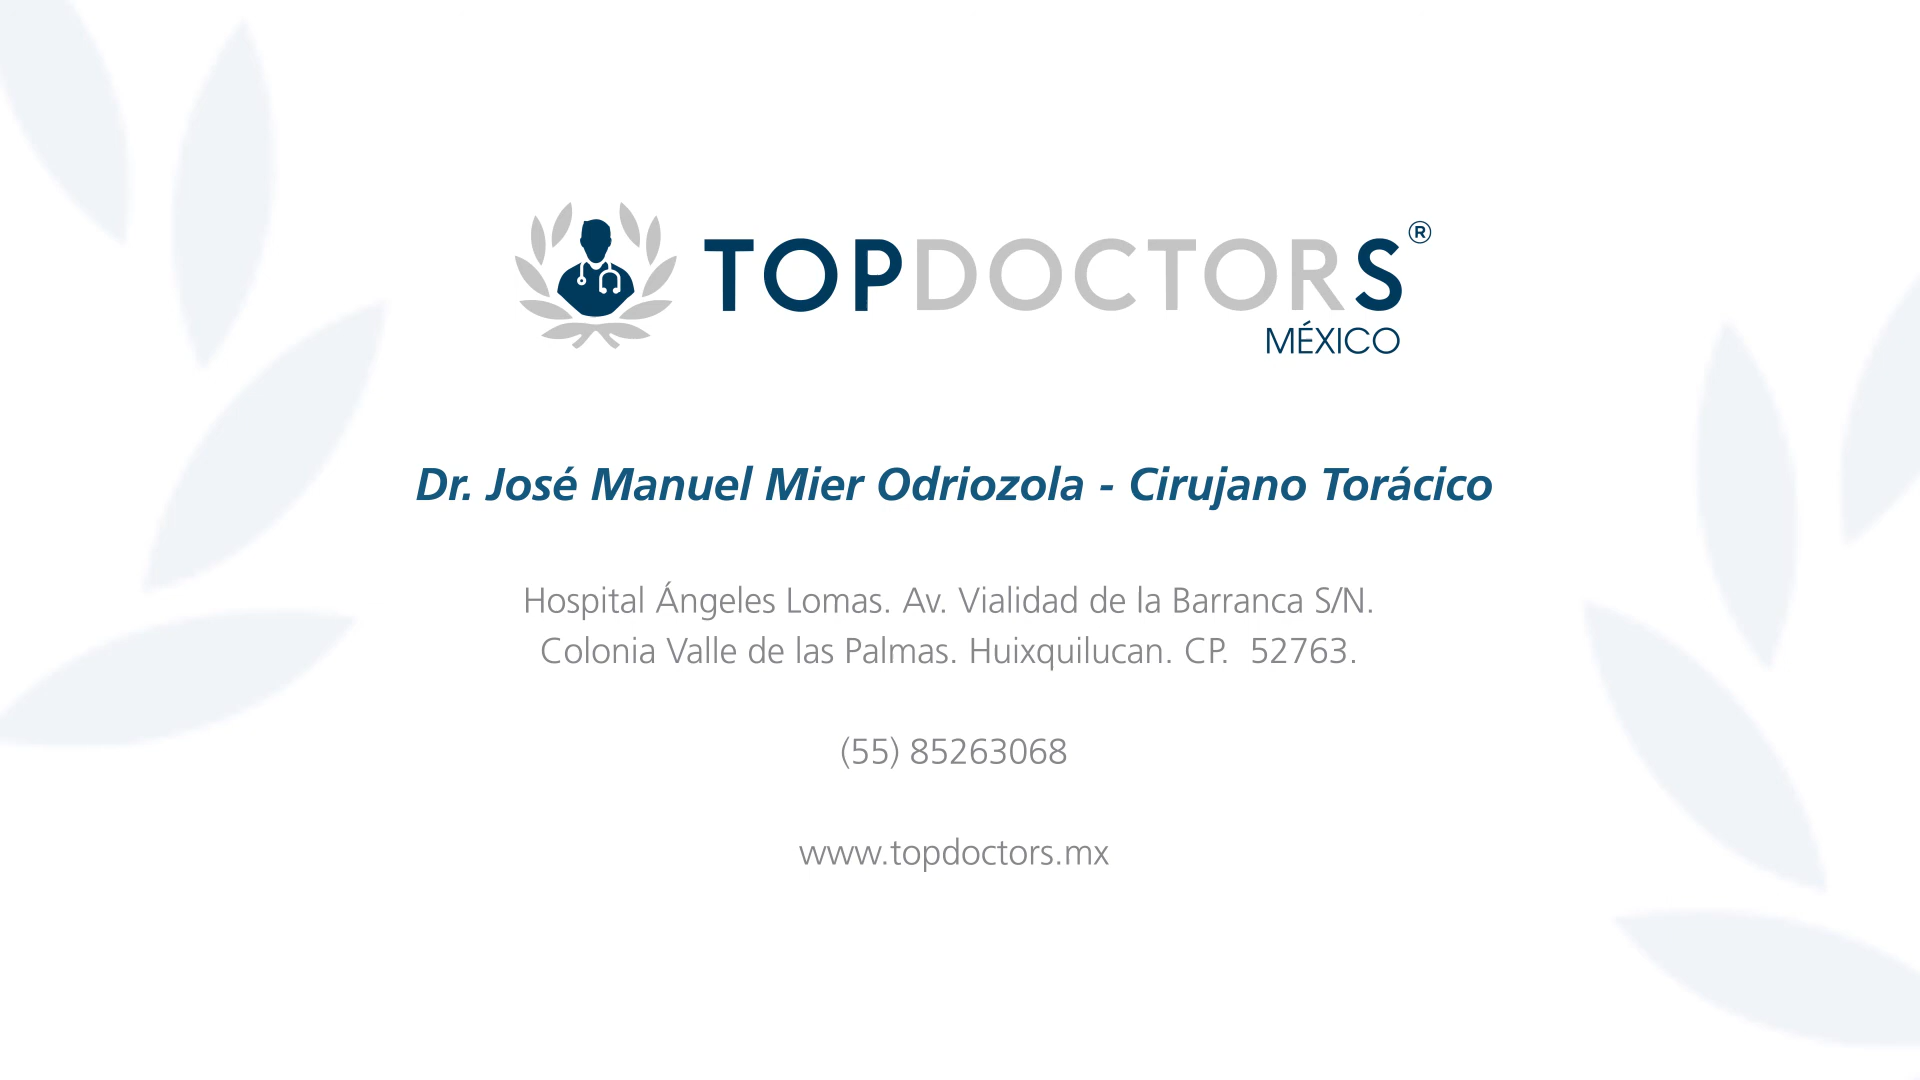 TOPDOCTORS®
MÉXICO
Dr. José Manuel Mier Odriozola - Cirujano Torácico
Hospital Ángeles Lomas. Av. Vialidad de la Barranca S/N.
Colonia Valle de las Palmas. Huixquilucan. CP.  52763.
(55) 85263068
www.topdoctors.mx